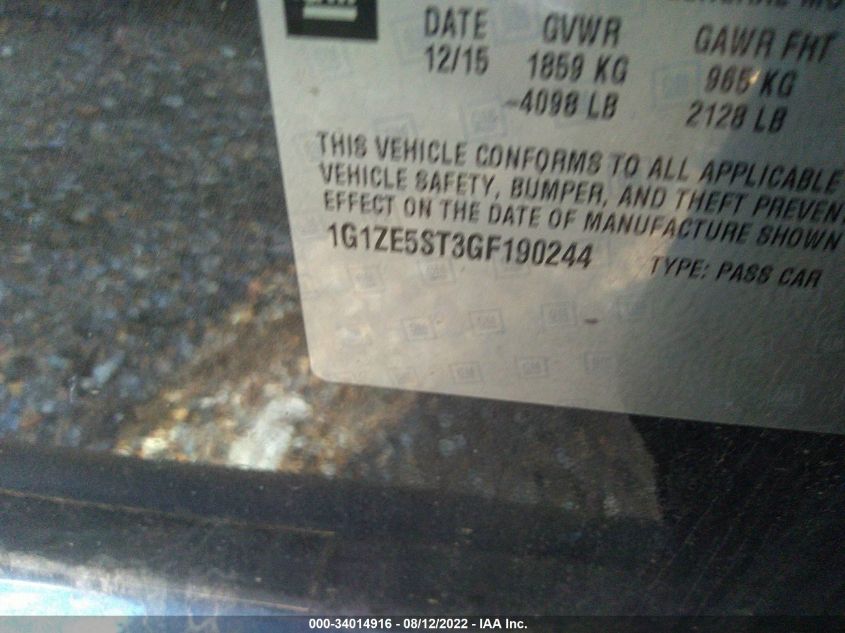 DATE GVWR GAWR FRT
12/15 1859 KG 965 KG
4098 LB 2128 LB
THIS VEHICLE CONFORMS TO ALL APPLICABLE
VEHICLE SAFETY, BUMPER, AND THEFT PREVEN
EFFECT ON THE DATE OF MANUFACTURE SHOWN
1G1ZE5ST3GF190244 TYPE: PASS CAR
000-34014916 - 08/12/2022 - IAA Inc.